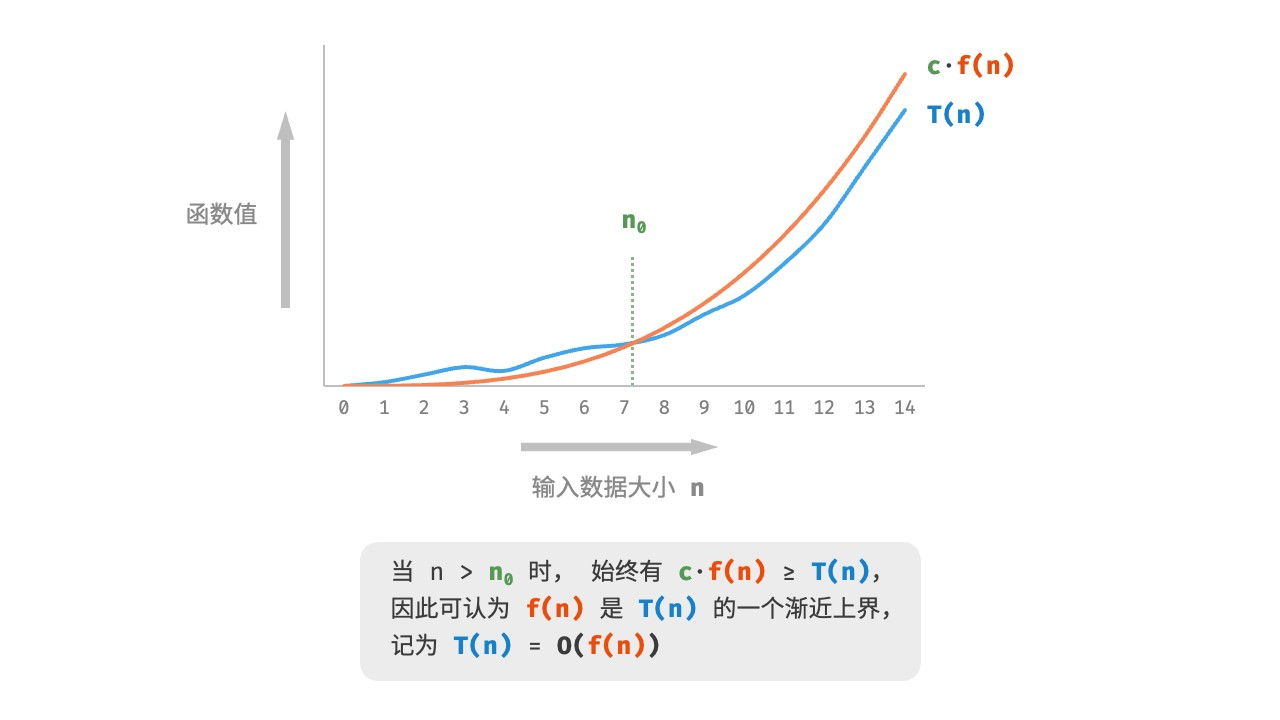 c·f(n)
T(n)
函数值
n₀
0 1 2 3 4 5 6 7 8 9 10 11 12 13 14
输入数据大小 n
当 n > n₀ 时， 始终有 c·f(n) ≥ T(n)，
因此可认为 f(n) 是 T(n) 的一个渐近上界，
记为 T(n) = O(f(n))